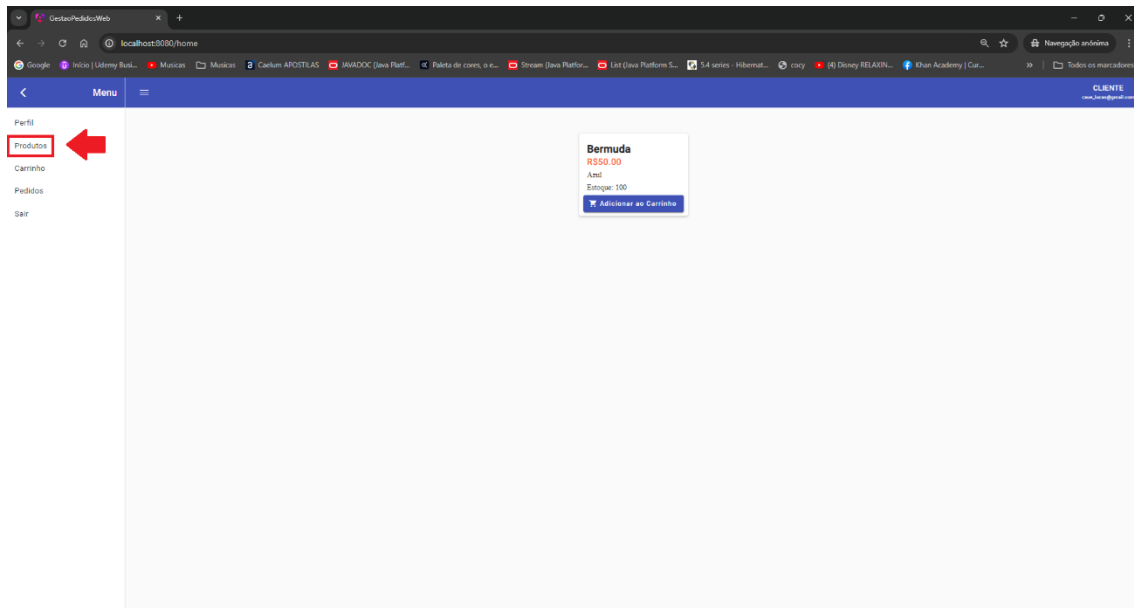 GestaoPedidosWeb
localhost:8080/home
Navegação anônima
Google
Início | Udemy Busi...
Musicas
Musicas
Caelum APOSTILAS
JAVADOC (Java Platf...
Paleta de cores, o e...
Stream (Java Platfor...
List (Java Platform S...
5.4 series - Hibernat...
cocy
(4) Disney RELAXIN...
Khan Academy | Cur...
Todos os marcadores
Menu
CLIENTE
Perfil
Produtos
Carrinho
Pedidos
Sair
Bermuda
R$50.00
Azul
Estoque: 100
Adicionar ao Carrinho